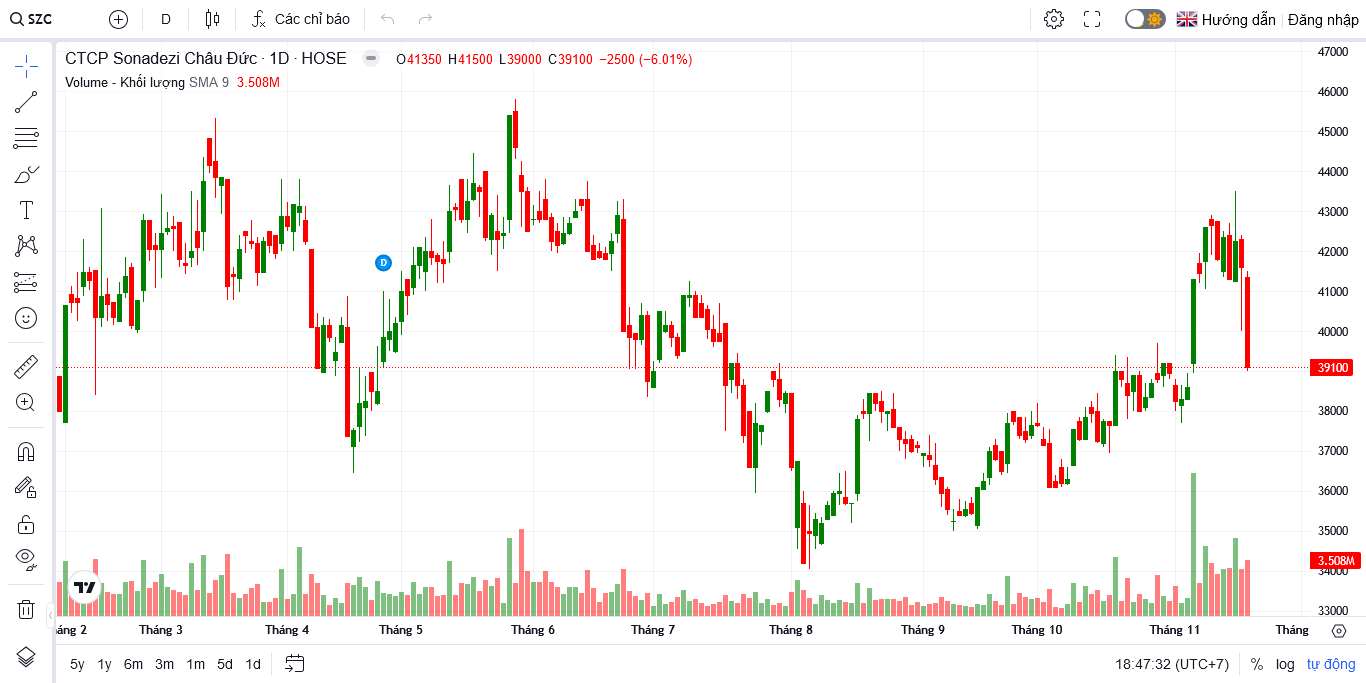 SZC D Các chỉ báo Hướng dẫn Đăng nhập
CTCP Sonadezi Châu Đức · 1D · HOSE O41350 H41500 L39000 C39100 −2500 (−6.01%)
Volume - Khối lượng SMA 9 3.508M
47000
46000
45000
44000
43000
42000
41000
40000
39100
38000
37000
36000
35000
3.508M
34000
33000
D
áng 2 Tháng 3 Tháng 4 Tháng 5 Tháng 6 Tháng 7 Tháng 8 Tháng 9 Tháng 10 Tháng 11 Tháng
5y 1y 6m 3m 1m 5d 1d 18:47:32 (UTC+7) % log tự động